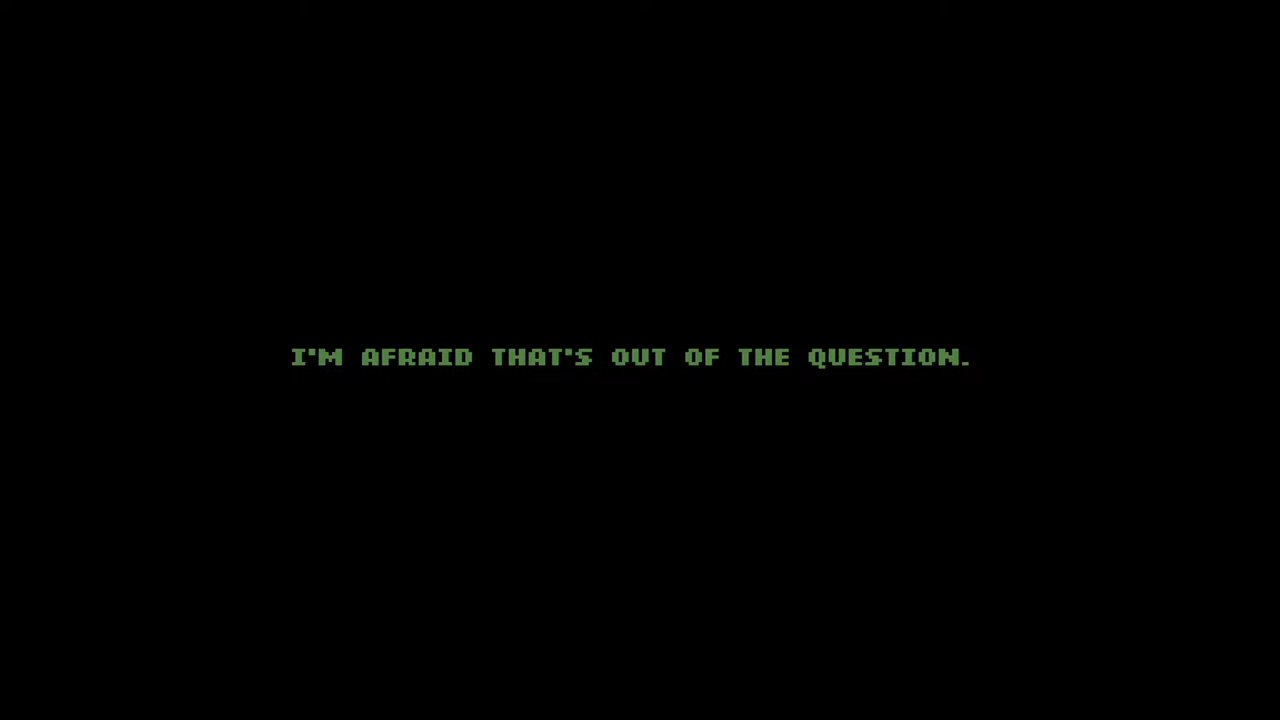 I'M AFRAID THAT'S OUT OF THE QUESTION.